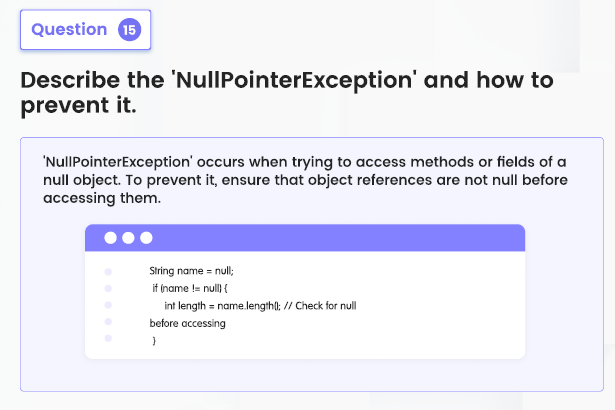 Question 15
Describe the 'NullPointerException' and how to
prevent it.
'NullPointerException' occurs when trying to access methods or fields of a
null object. To prevent it, ensure that object references are not null before
accessing them.
String name = null;
if (name != null) {
int length = name.length(); // Check for null
before accessing
}